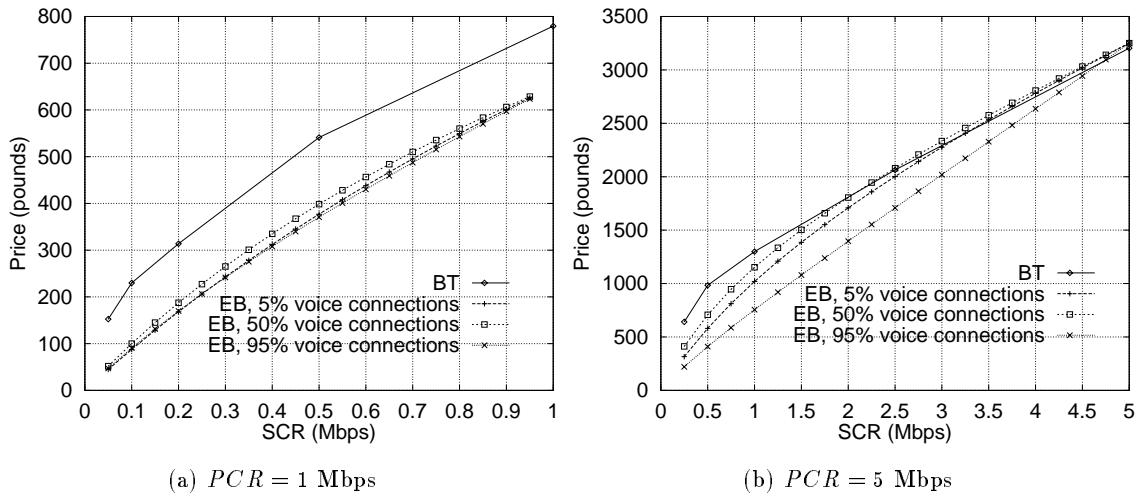 800
700
600
500
400
300
200
100
0
Price (pounds)
BT
EB, 5% voice connections
EB, 50% voice connections
EB, 95% voice connections
0 0.1 0.2 0.3 0.4 0.5 0.6 0.7 0.8 0.9 1
SCR (Mbps)
(a) PCR = 1 Mbps
3500
3000
2500
2000
1500
1000
500
0
Price (pounds)
BT
EB, 5% voice connections
EB, 50% voice connections
EB, 95% voice connections
0 0.5 1 1.5 2 2.5 3 3.5 4 4.5 5
SCR (Mbps)
(b) PCR = 5 Mbps